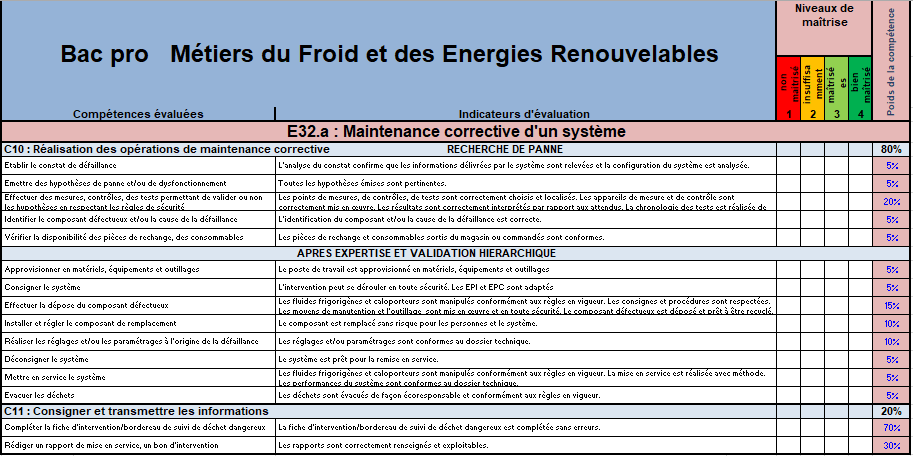 Niveaux de
maîtrise
Poids de la compétence
Bac pro Métiers du Froid et des Energies Renouvelables
non maîtrisé
insuffisa mment
maîtrisé es
bien maîtrisé
Compétences évaluées Indicateurs d'évaluation 1 2 3 4
E32.a : Maintenance corrective d'un système
C10 : Réalisation des opérations de maintenance corrective RECHERCHE DE PANNE 80%
Etablir le constat de défaillance L'analyse du constat confirme que les informations délivrées par le système sont relevées et la configuration du système est analysée. 5%
Emettre des hypothèses de panne et/ou de dysfonctionnement Toutes les hypothèses émises sont pertinentes. 5%
Effectuer des mesures, contrôles, des tests permettant de valider ou non Les points de mesures, de contrôles, de tests sont correctement choisis et localisés. Les appareils de mesure et de contrôle sont
les hypothèses en respectant les règles de sécurité correctement mis en œuvre. Les résultats sont correctement interprétés par rapport aux attendus. La chronologie des tests est réalisée de 20%
Identifier le composant défectueux et/ou la cause de la défaillance L'identification du composant et/ou la cause de la défaillance est correcte. 5%
Vérifier la disponibilité des pièces de rechange, des consommables Les pièces de rechange et consommables sortis du magasin ou commandés sont conformes. 5%
APRES EXPERTISE ET VALIDATION HIERARCHIQUE
Approvisionner en matériels, équipements et outillages Le poste de travail est approvisionné en matériels, équipements et outillages 5%
Consigner le système L'intervention peut se dérouler en toute sécurité. Les EPI et EPC sont adaptés 5%
Effectuer la dépose du composant défectueux Les fluides frigorigènes et caloporteurs sont manipulés conformément aux règles en vigueur. Les consignes et procédures sont respectées. 15%
Les moyens de manutention et l'outillage sont mis en œuvre et en toute sécurité. Le composant défectueux est déposé et prêt à être recyclé.
Installer et régler le composant de remplacement Le composant est remplacé sans risque pour les personnes et le système. 10%
Réaliser les réglages et/ou les paramétrages à l'origine de la défaillance Les réglages et/ou paramétrages sont conformes au dossier technique. 10%
Déconsigner le système Le système est prêt pour la remise en service. 5%
Mettre en service le système Les fluides frigorigènes et caloporteurs sont manipulés conformément aux règles en vigueur. La mise en service est réalisée avec méthode. 5%
Les performances du système sont conformes au dossier technique.
Evacuer les déchets Les déchets sont évacués de façon écoresponsable et conformément aux règles en vigueur. 5%
C11 : Consigner et transmettre les informations 20%
Compléter la fiche d'intervention/bordereau de suivi de déchet dangereux La fiche d'intervention/bordereau de suivi de déchet dangereux est complétée sans erreurs. 70%
Rédiger un rapport de mise en service, un bon d'intervention Les rapports sont correctement renseignés et exploitables. 30%